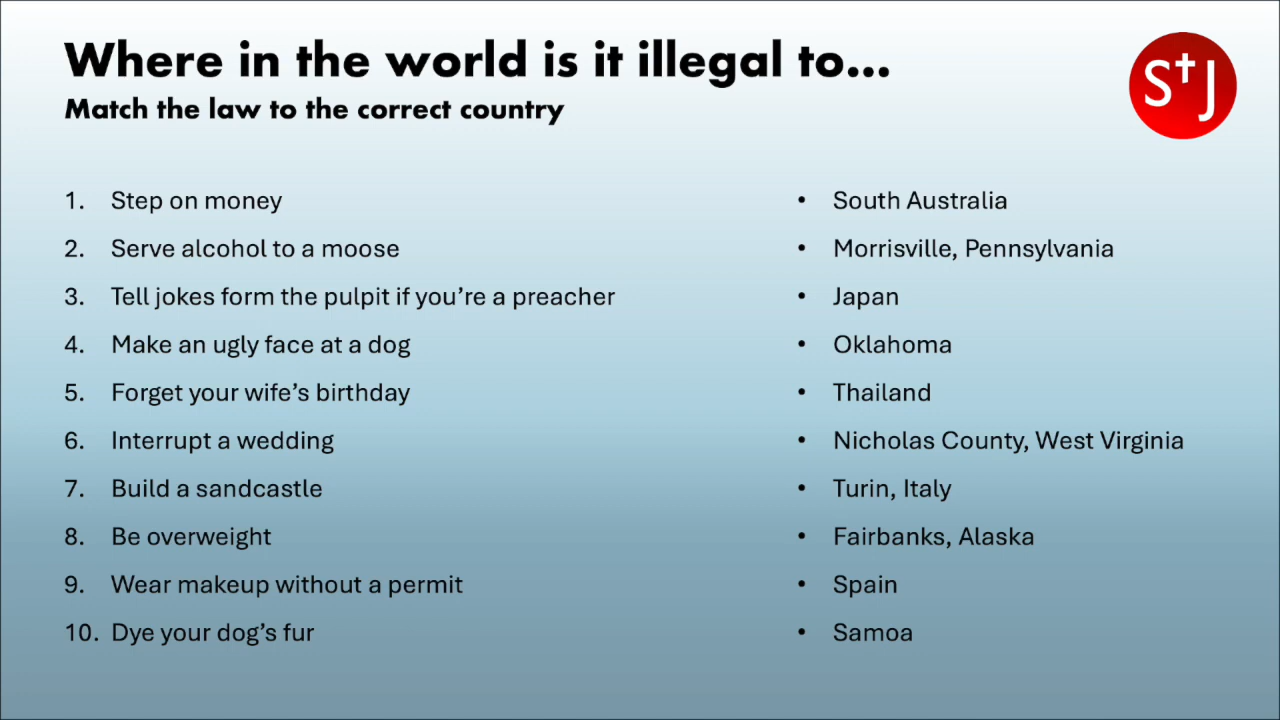 Where in the world is it illegal to...
Match the law to the correct country
S†J
1. Step on money
2. Serve alcohol to a moose
3. Tell jokes form the pulpit if you're a preacher
4. Make an ugly face at a dog
5. Forget your wife's birthday
6. Interrupt a wedding
7. Build a sandcastle
8. Be overweight
9. Wear makeup without a permit
10. Dye your dog's fur
• South Australia
• Morrisville, Pennsylvania
• Japan
• Oklahoma
• Thailand
• Nicholas County, West Virginia
• Turin, Italy
• Fairbanks, Alaska
• Spain
• Samoa